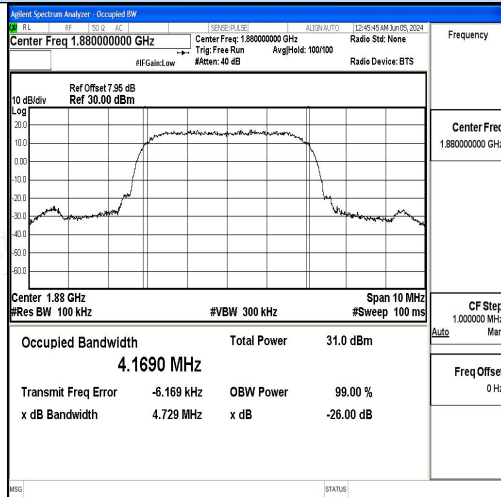 Agilent Spectrum Analyzer - Occupied BW
RL RF 50 Ω AC SENSE:PULSE ALIGN AUTO 12:45:45 AM Jun 05, 2024
Center Freq 1.880000000 GHz
Center Freq: 1.880000000 GHz
Radio Std: None
Trig: Free Run Avg|Hold: 100/100
#IFGain:Low #Atten: 40 dB Radio Device: BTS
Ref Offset 7.95 dB
10 dB/div Ref 30.00 dBm
Log
20.0
10.0
0.00
-10.0
-20.0
-30.0
-40.0
-50.0
-60.0
Center 1.88 GHz Span 10 MHz
#Res BW 100 kHz #VBW 300 kHz #Sweep 100 ms
Occupied Bandwidth Total Power 31.0 dBm
4.1690 MHz
Transmit Freq Error -6.169 kHz OBW Power 99.00 %
x dB Bandwidth 4.729 MHz x dB -26.00 dB
MSG STATUS
Frequency
Center Freq
1.880000000 GHz
CF Step
1.000000 MHz
Auto Man
Freq Offset
0 Hz